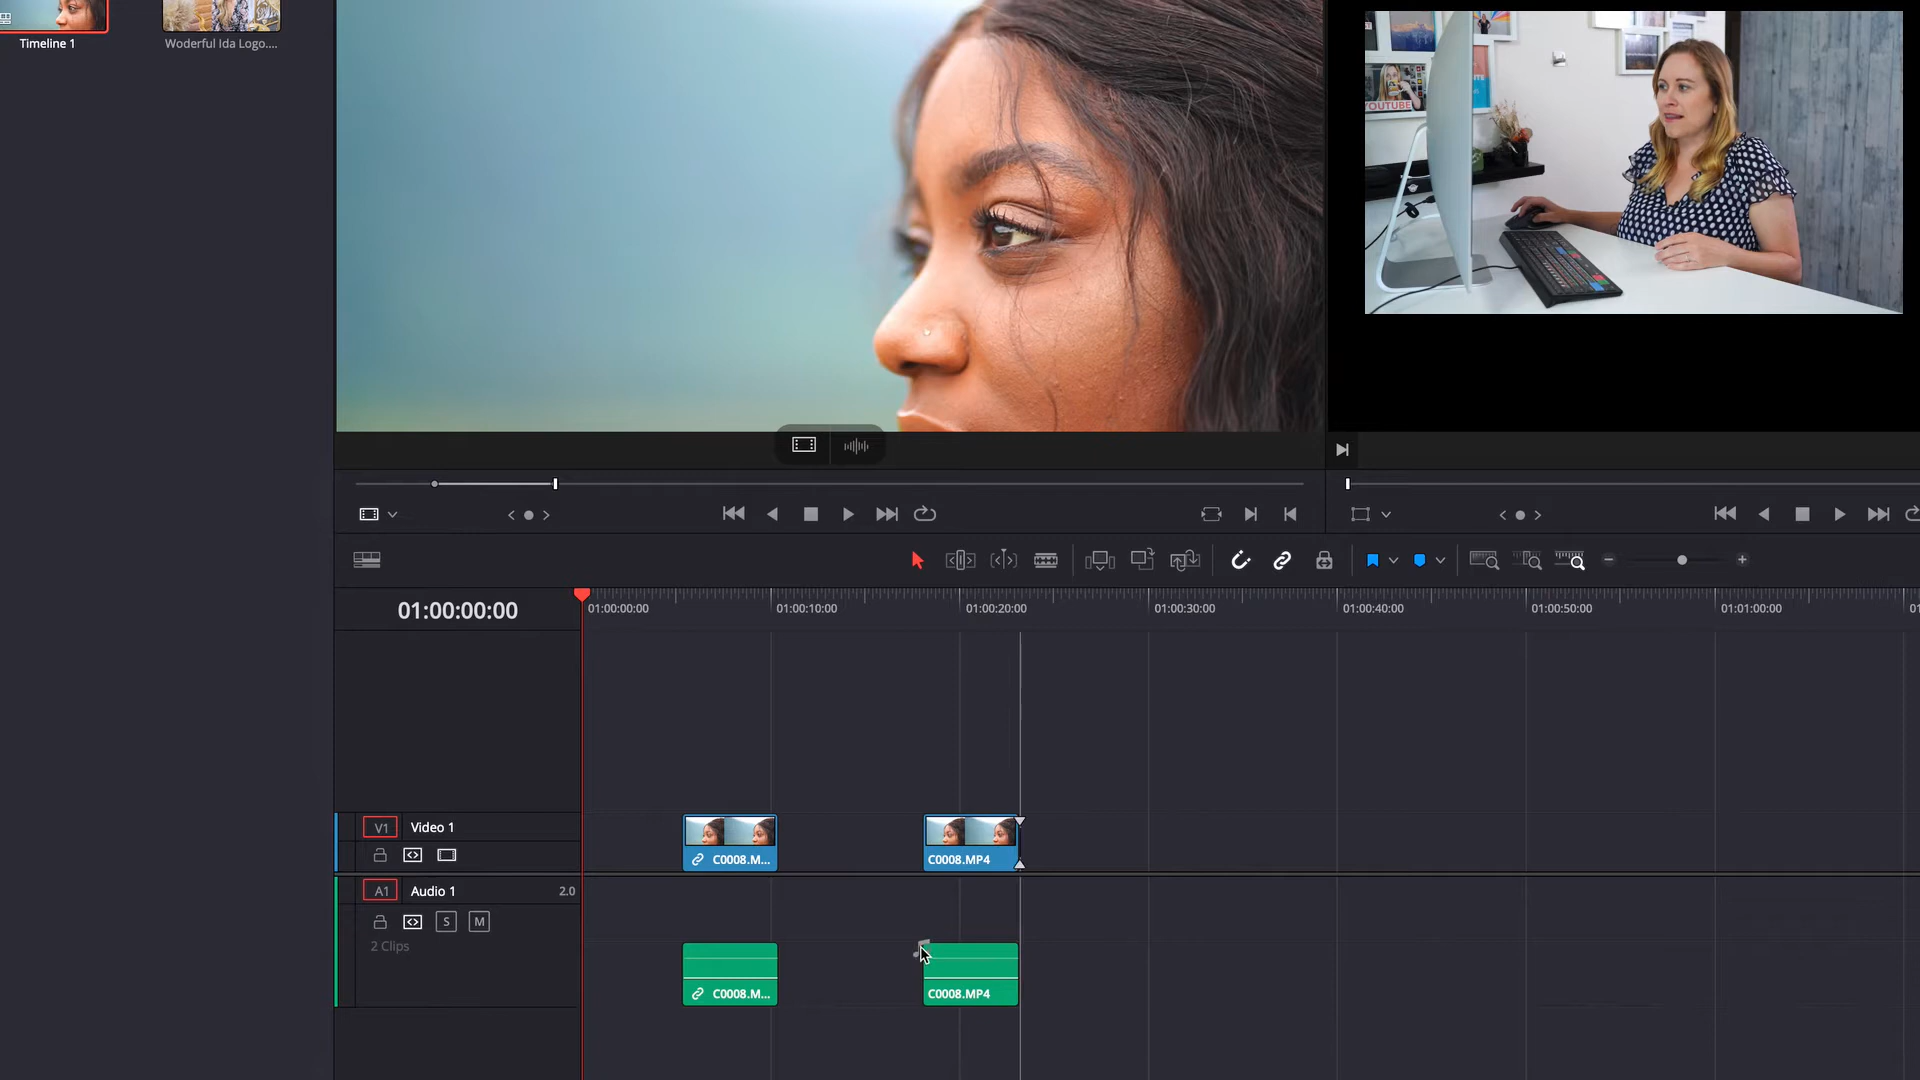 Timeline 1
Woderful Ida Logo....
YOUTUBE
01:00:00:00
01:00:00:00
01:00:10:00
01:00:20:00
01:00:30:00
01:00:40:00
01:00:50:00
01:01:00:00
V1
Video 1
C0008.M...
C0008.MP4
A1
Audio 1
2.0
S
M
2 Clips
C0008.M...
C0008.MP4